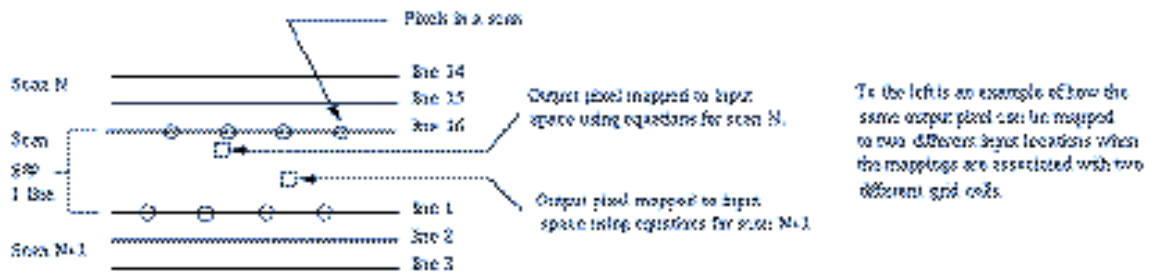 Pixels in a scan
Scan N
line 14
line 15
line 16
Output pixel mapped to input
space using equations for scan N.
Scan
gap
1 line
Output pixel mapped to input
space using equations for scan N+1
line 1
line 2
line 3
Scan N+1
To the left is an example of how the
same output pixel can be mapped
to two different input locations when
the mappings are associated with two
different grid cells.